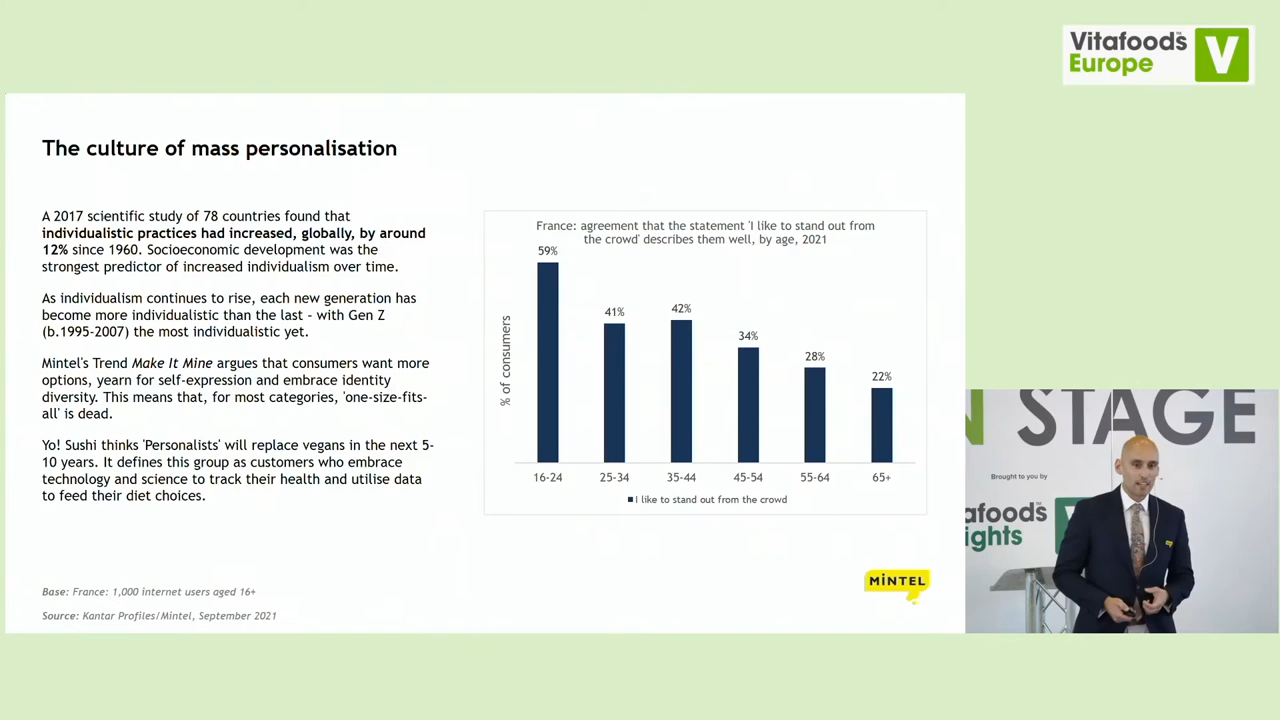 Vitafoods™
Europe
V
The culture of mass personalisation
A 2017 scientific study of 78 countries found that
individualistic practices had increased, globally, by around
12% since 1960. Socioeconomic development was the
strongest predictor of increased individualism over time.
As individualism continues to rise, each new generation has
become more individualistic than the last - with Gen Z
(b.1995-2007) the most individualistic yet.
Mintel's Trend Make It Mine argues that consumers want more
options, yearn for self-expression and embrace identity
diversity. This means that, for most categories, 'one-size-fits-
all' is dead.
Yo! Sushi thinks 'Personalists' will replace vegans in the next 5-
10 years. It defines this group as customers who embrace
technology and science to track their health and utilise data
to feed their diet choices.
France: agreement that the statement 'I like to stand out from
the crowd' describes them well, by age, 2021
% of consumers
59%
41%
42%
34%
28%
22%
16-24
25-34
35-44
45-54
55-64
65+
I like to stand out from the crowd
Base: France: 1,000 internet users aged 16+
Source: Kantar Profiles/Mintel, September 2021
MiNTEL
N STAGE
Brought to you by
afoods
ights